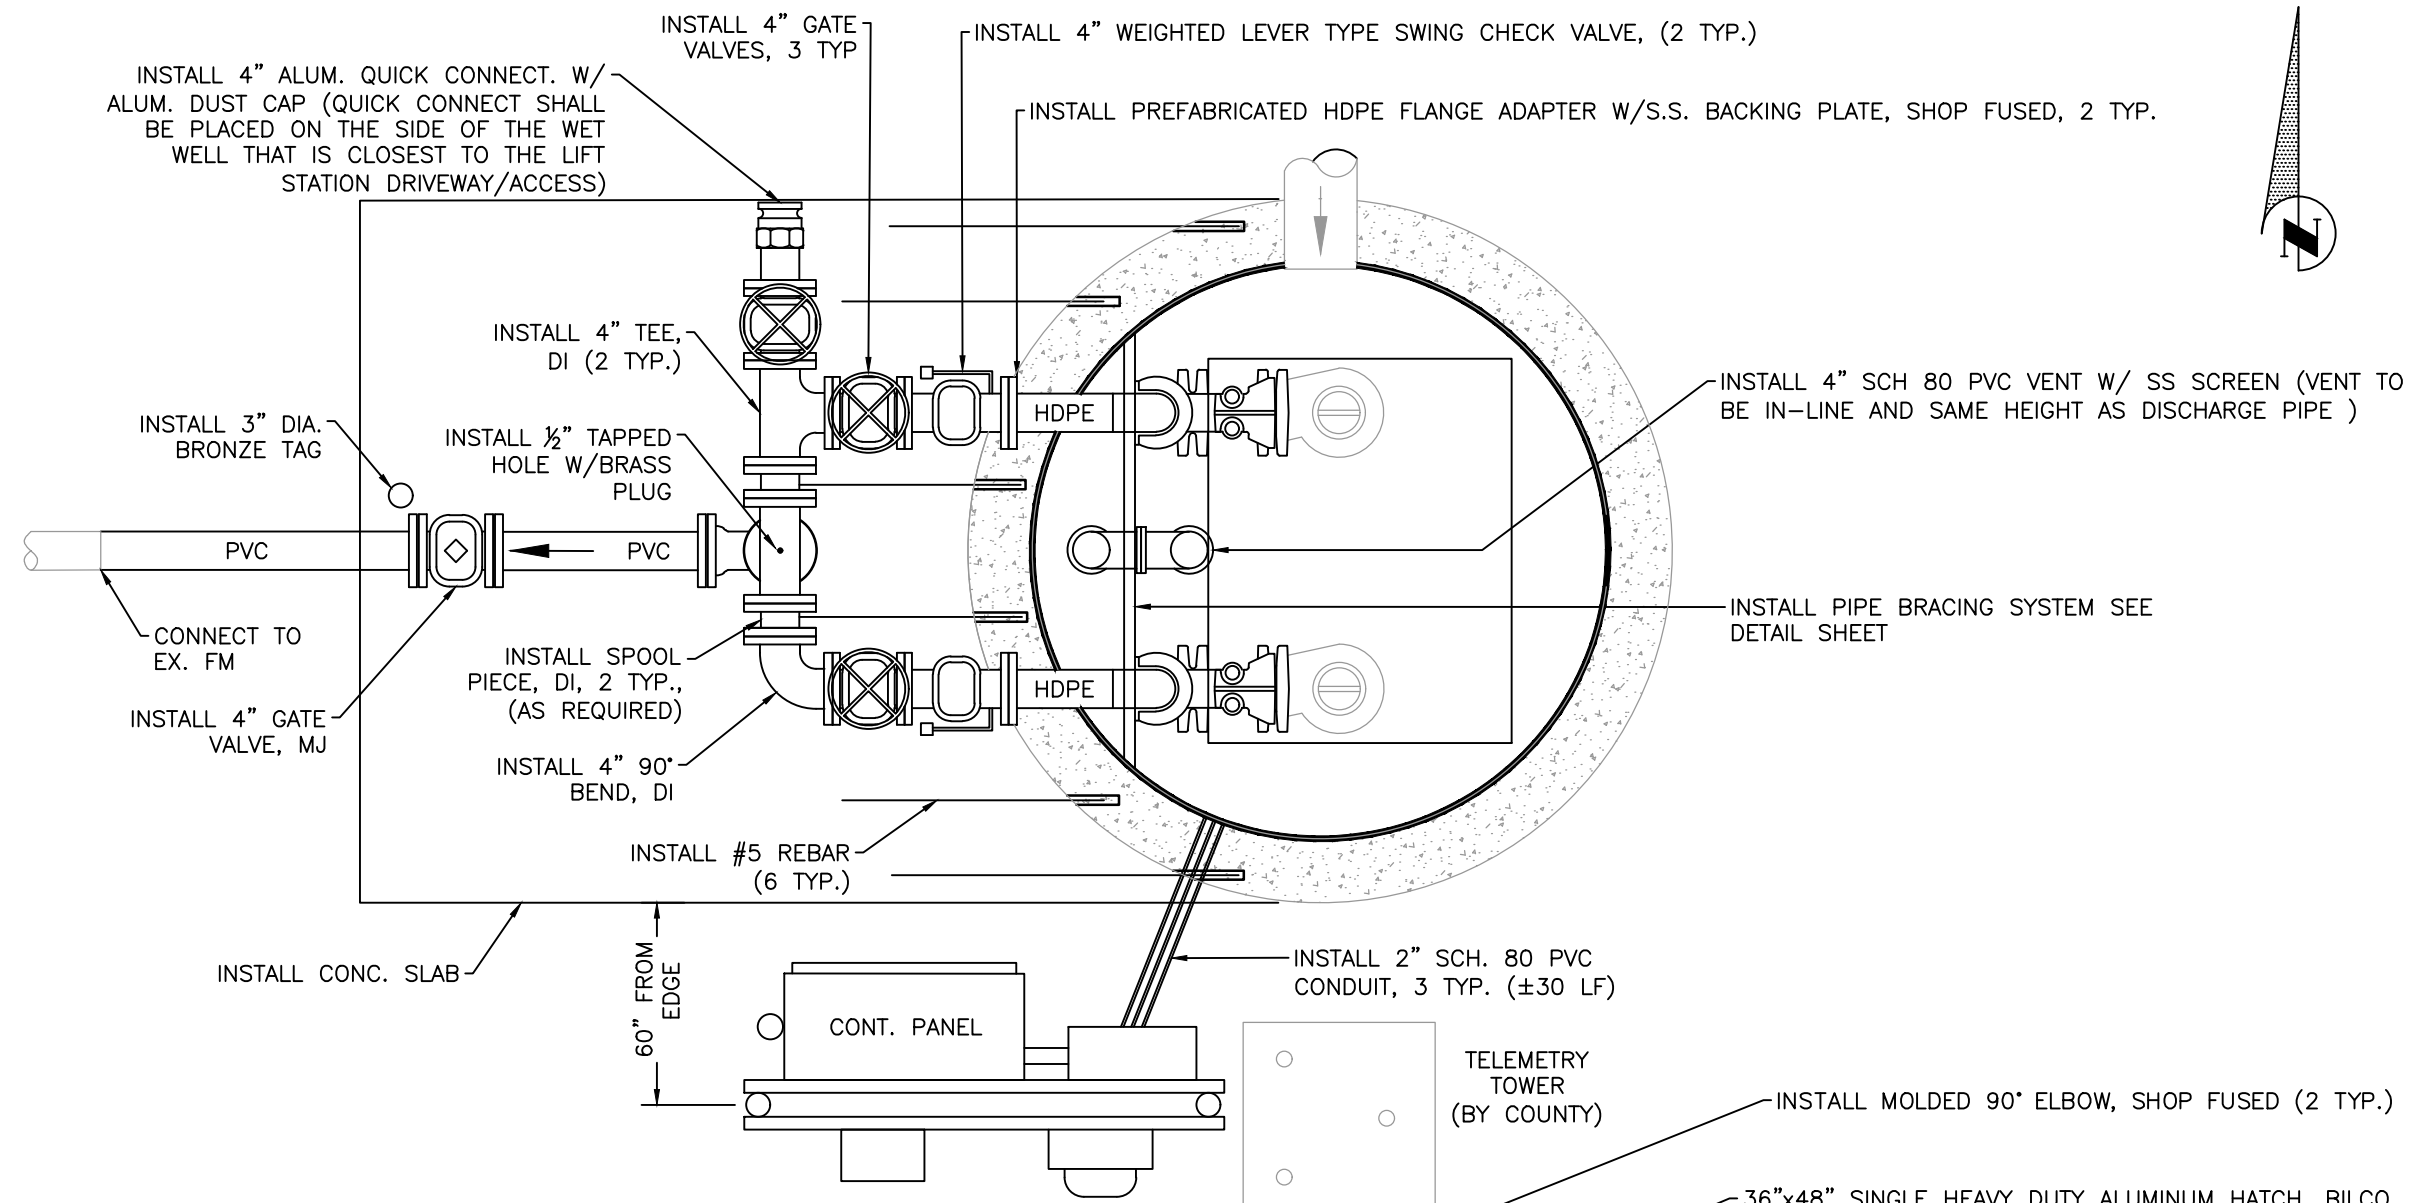 INSTALL 4” GATE
VALVES, 3 TYP
INSTALL 4” WEIGHTED LEVER TYPE SWING CHECK VALVE, (2 TYP.)
INSTALL 4” ALUM. QUICK CONNECT. W/
ALUM. DUST CAP (QUICK CONNECT SHALL
BE PLACED ON THE SIDE OF THE WET
WELL THAT IS CLOSEST TO THE LIFT
STATION DRIVEWAY/ACCESS)
INSTALL PREFABRICATED HDPE FLANGE ADAPTER W/S.S. BACKING PLATE, SHOP FUSED, 2 TYP.
N
INSTALL 4” TEE,
DI (2 TYP.)
INSTALL 4” SCH 80 PVC VENT W/ SS SCREEN (VENT TO
BE IN-LINE AND SAME HEIGHT AS DISCHARGE PIPE )
HDPE
INSTALL 3” DIA.
BRONZE TAG
INSTALL ½” TAPPED
HOLE W/BRASS
PLUG
PVC
PVC
CONNECT TO
EX. FM
INSTALL PIPE BRACING SYSTEM SEE
DETAIL SHEET
INSTALL SPOOL
PIECE, DI, 2 TYP.,
(AS REQUIRED)
HDPE
INSTALL 4” GATE
VALVE, MJ
INSTALL 4” 90°
BEND, DI
INSTALL #5 REBAR
(6 TYP.)
INSTALL CONC. SLAB
60” FROM
EDGE
INSTALL 2” SCH. 80 PVC
CONDUIT, 3 TYP. (±30 LF)
CONT. PANEL
TELEMETRY
TOWER
(BY COUNTY)
INSTALL MOLDED 90° ELBOW, SHOP FUSED (2 TYP.)
36”x48” SINGLE HEAVY DUTY ALUMINUM HATCH, BILCO